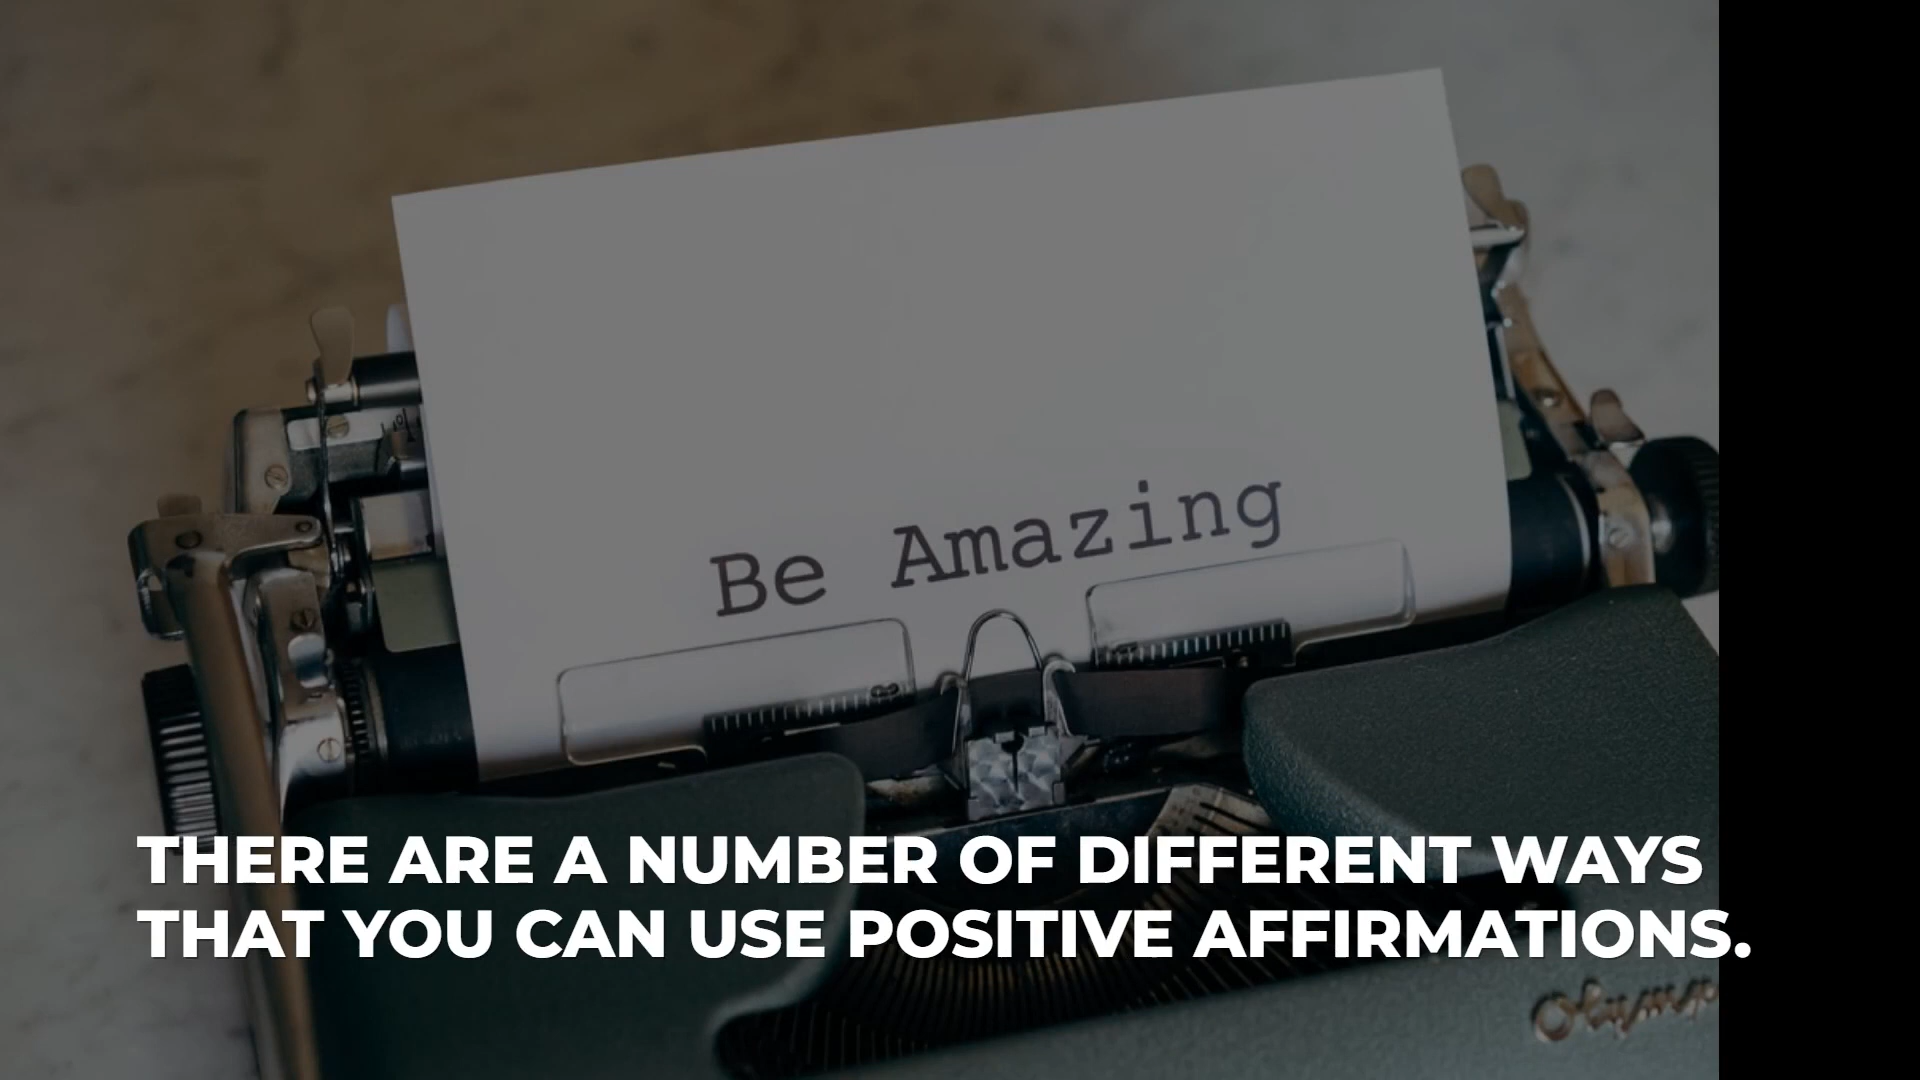 Be Amazing
THERE ARE A NUMBER OF DIFFERENT WAYS
THAT YOU CAN USE POSITIVE AFFIRMATIONS.